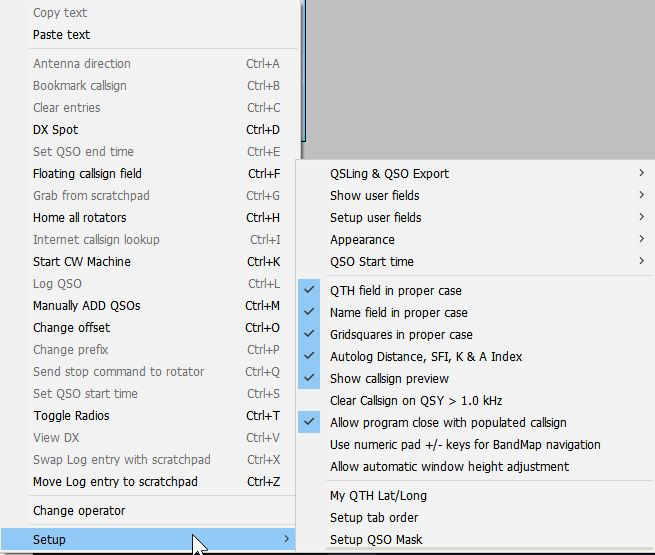 Copy text
Paste text
Antenna direction Ctrl+A
Bookmark callsign Ctrl+B
Clear entries Ctrl+C
DX Spot Ctrl+D
Set QSO end time Ctrl+E
Floating callsign field Ctrl+F
Grab from scratchpad Ctrl+G
Home all rotators Ctrl+H
Internet callsign lookup Ctrl+I
Start CW Machine Ctrl+K
Log QSO Ctrl+L
Manually ADD QSOs Ctrl+M
Change offset Ctrl+O
Change prefix Ctrl+P
Send stop command to rotator Ctrl+Q
Set QSO start time Ctrl+S
Toggle Radios Ctrl+T
View DX Ctrl+V
Swap Log entry with scratchpad Ctrl+X
Move Log entry to scratchpad Ctrl+Z
Change operator
Setup
QSLing & QSO Export
Show user fields
Setup user fields
Appearance
QSO Start time
QTH field in proper case
Name field in proper case
Gridsquares in proper case
Autolog Distance, SFI, K & A Index
Show callsign preview
Clear Callsign on QSY > 1.0 kHz
Allow program close with populated callsign
Use numeric pad +/- keys for BandMap navigation
Allow automatic window height adjustment
My QTH Lat/Long
Setup tab order
Setup QSO Mask